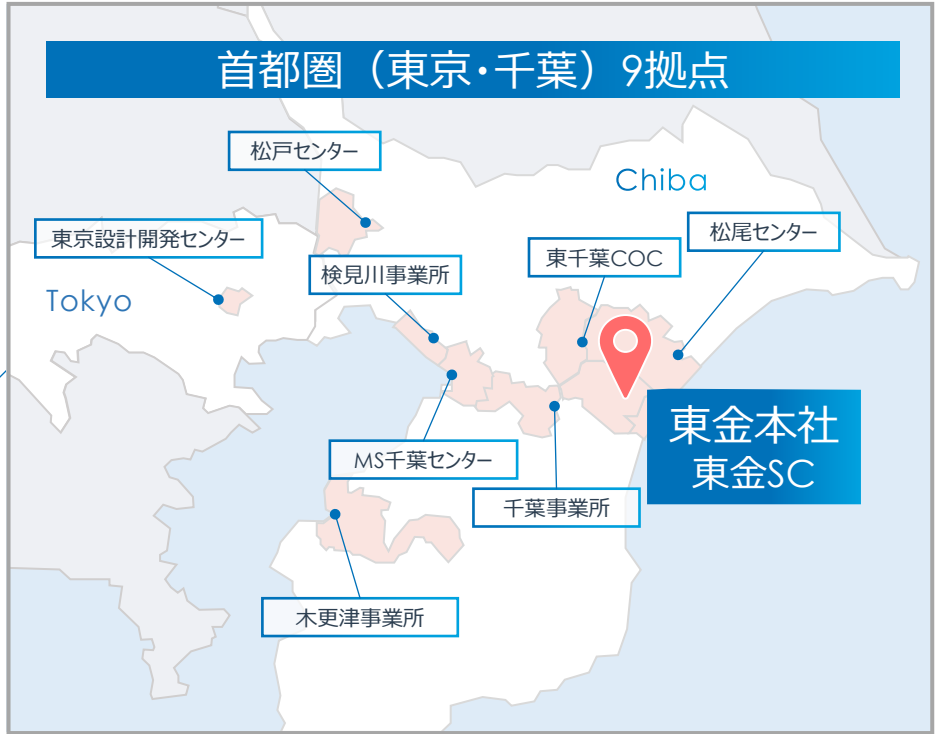 首都圏（東京・千葉）9拠点
松戸センター
Chiba
東京設計開発センター
松尾センター
東千葉COC
検見川事業所
Tokyo
東金本社
東金SC
MS千葉センター
千葉事業所
木更津事業所